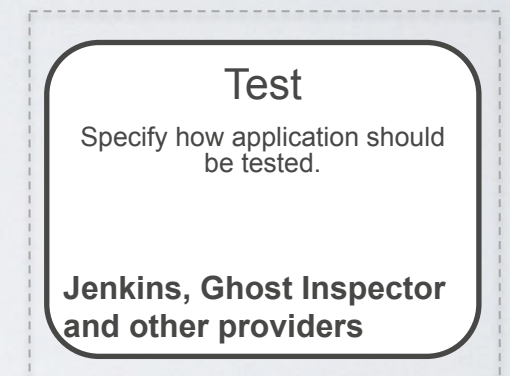 Test
Specify how application should
be tested.
Jenkins, Ghost Inspector
and other providers